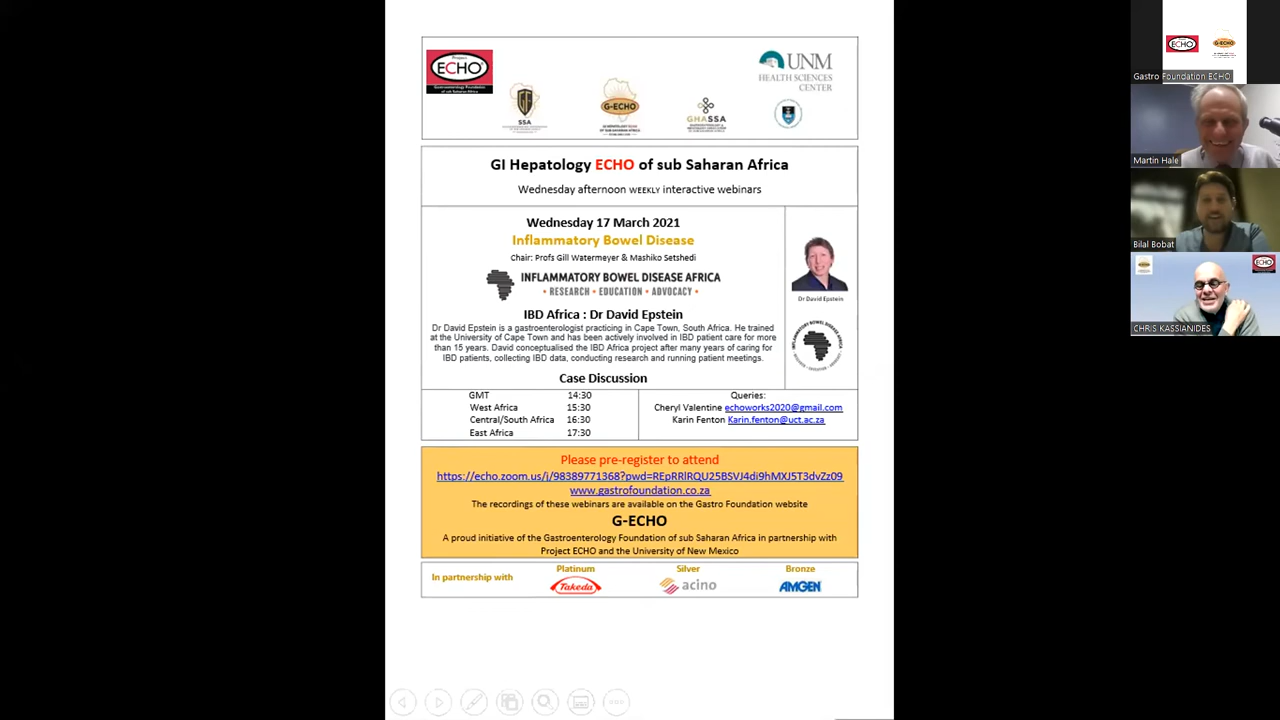 Project
ECHO
Gastroenterology Foundation
of sub Saharan Africa
SSA
G-ECHO
GHASSA
UNM
HEALTH SCIENCES
CENTER
GI Hepatology ECHO of sub Saharan Africa
Wednesday afternoon WEEKLY interactive webinars
Wednesday 17 March 2021
Inflammatory Bowel Disease
Chair: Profs Gill Watermeyer & Mashiko Setshedi
INFLAMMATORY BOWEL DISEASE AFRICA
• RESEARCH • EDUCATION • ADVOCACY •
IBD Africa : Dr David Epstein
Dr David Epstein is a gastroenterologist practicing in Cape Town, South Africa. He trained
at the University of Cape Town and has been actively involved in IBD patient care for more
than 15 years. David conceptualised the IBD Africa project after many years of caring for
IBD patients, collecting IBD data, conducting research and running patient meetings.
Case Discussion
Dr David Epstein
INFLAMMATORY BOWEL DISEASE AFRICA
GMT 14:30
West Africa 15:30
Central/South Africa 16:30
East Africa 17:30
Queries:
Cheryl Valentine echoworks2020@gmail.com
Karin Fenton Karin.fenton@uct.ac.za
Please pre-register to attend
https://echo.zoom.us/j/98389771368?pwd=REpRRlRQU25BSVJ4di9hMXJ5T3dvZz09
www.gastrofoundation.co.za
The recordings of these webinars are available on the Gastro Foundation website
G-ECHO
A proud initiative of the Gastroenterology Foundation of sub Saharan Africa in partnership with
Project ECHO and the University of New Mexico
In partnership with
Platinum
Takeda
Silver
acino
Bronze
AMGEN
ECHO
G-ECHO
Gastro Foundation ECHO
Martin Hale
Bilal Bobat
ECHO
CHRIS KASSIANIDES